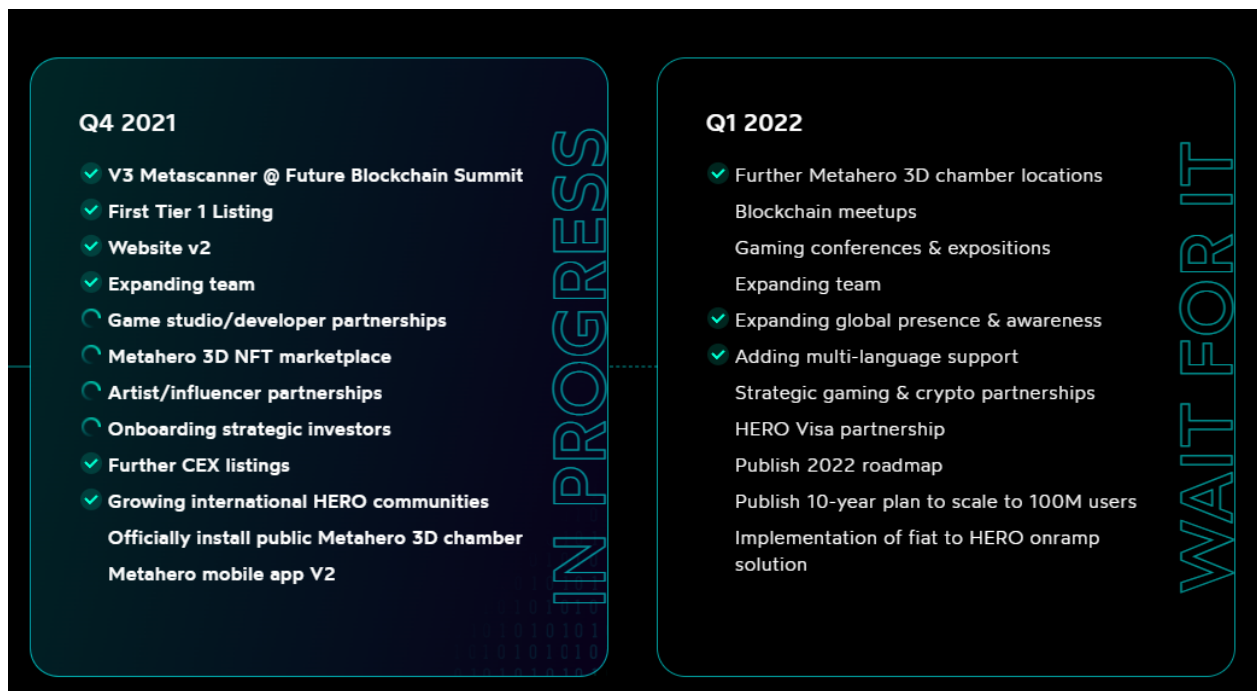 Q4 2021
V3 Metascanner @ Future Blockchain Summit
First Tier 1 Listing
Website v2
Expanding team
Game studio/developer partnerships
Metahero 3D NFT marketplace
Artist/influencer partnerships
Onboarding strategic investors
Further CEX listings
Growing international HERO communities
Officially install public Metahero 3D chamber
Metahero mobile app V2
IN PROGRESS
Q1 2022
Further Metahero 3D chamber locations
Blockchain meetups
Gaming conferences & expositions
Expanding team
Expanding global presence & awareness
Adding multi-language support
Strategic gaming & crypto partnerships
HERO Visa partnership
Publish 2022 roadmap
Publish 10-year plan to scale to 100M users
Implementation of fiat to HERO onramp
solution
WAIT FOR IT